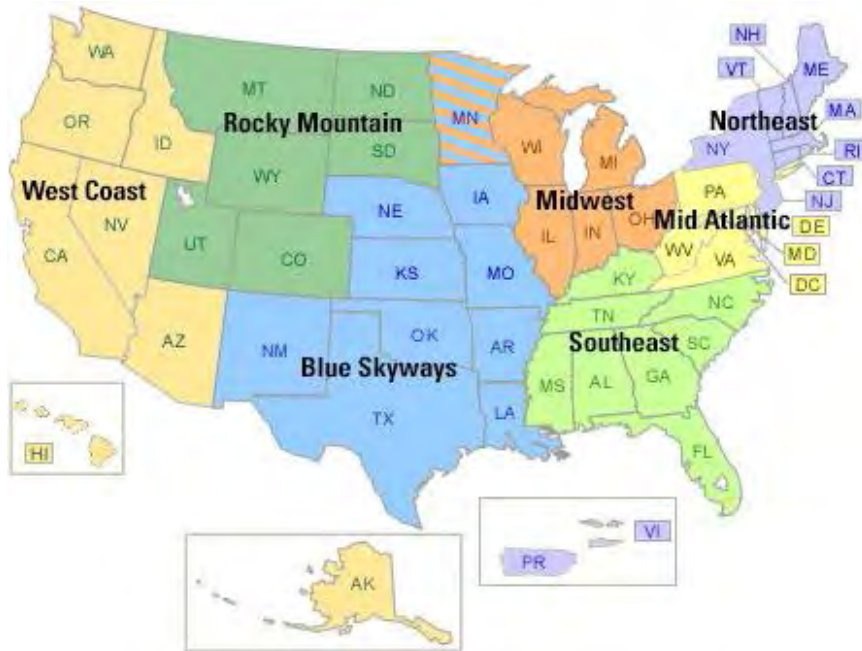 WA
NH
ME
VT
MT
ND
MN
MA
OR
Rocky Mountain
Northeast
ID
WI
NY
RI
SD
MI
CT
WY
West Coast
PA
NJ
IA
Midwest
NE
OH
Mid Atlantic
DE
NV
IL
IN
WV
UT
MD
CA
CO
VA
KS
MO
DC
KY
NC
TN
AZ
OK
NM
AR
Southeast
SC
Blue Skyways
MS
AL
GA
TX
LA
HI
FL
VI
PR
AK